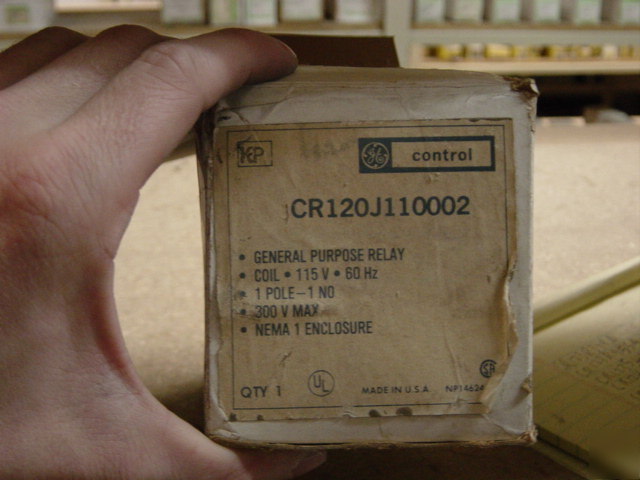 GE control
CR120J110002
• GENERAL PURPOSE RELAY
• COIL • 115 V • 60 Hz
• 1 POLE–1 NO
• 300 V MAX
• NEMA 1 ENCLOSURE
QTY 1 UL MADE IN U.S.A